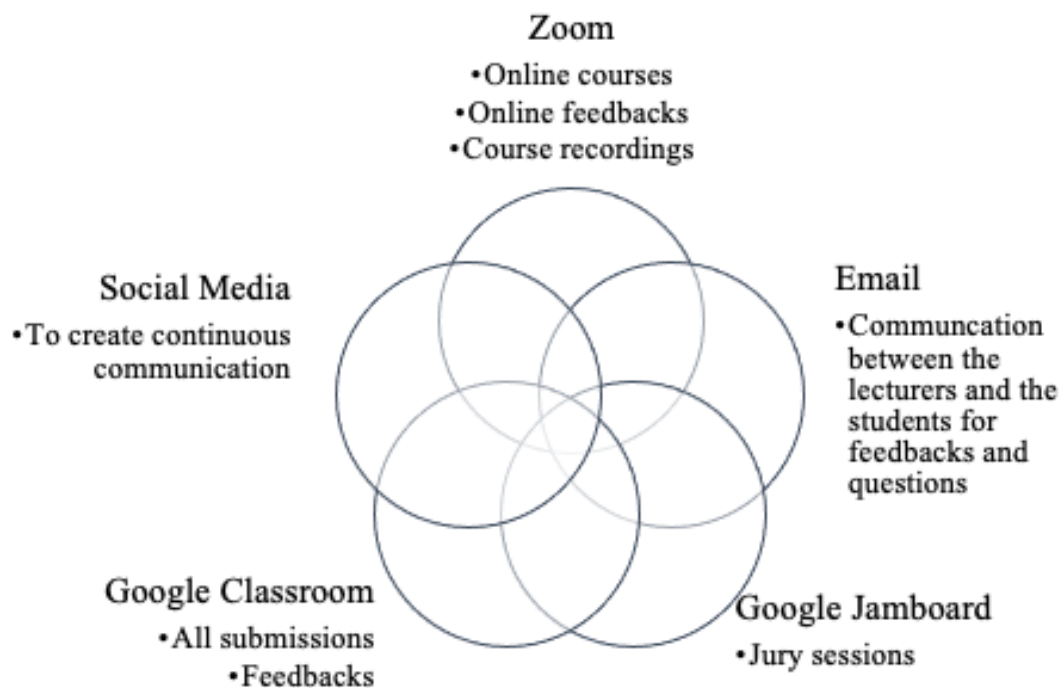 Zoom
•Online courses
•Online feedbacks
•Course recordings
Social Media
•To create continuous
communication
Email
•Communcation
between the
lecturers and the
students for
feedbacks and
questions
Google Classroom
•All submissions
•Feedbacks
Google Jamboard
•Jury sessions